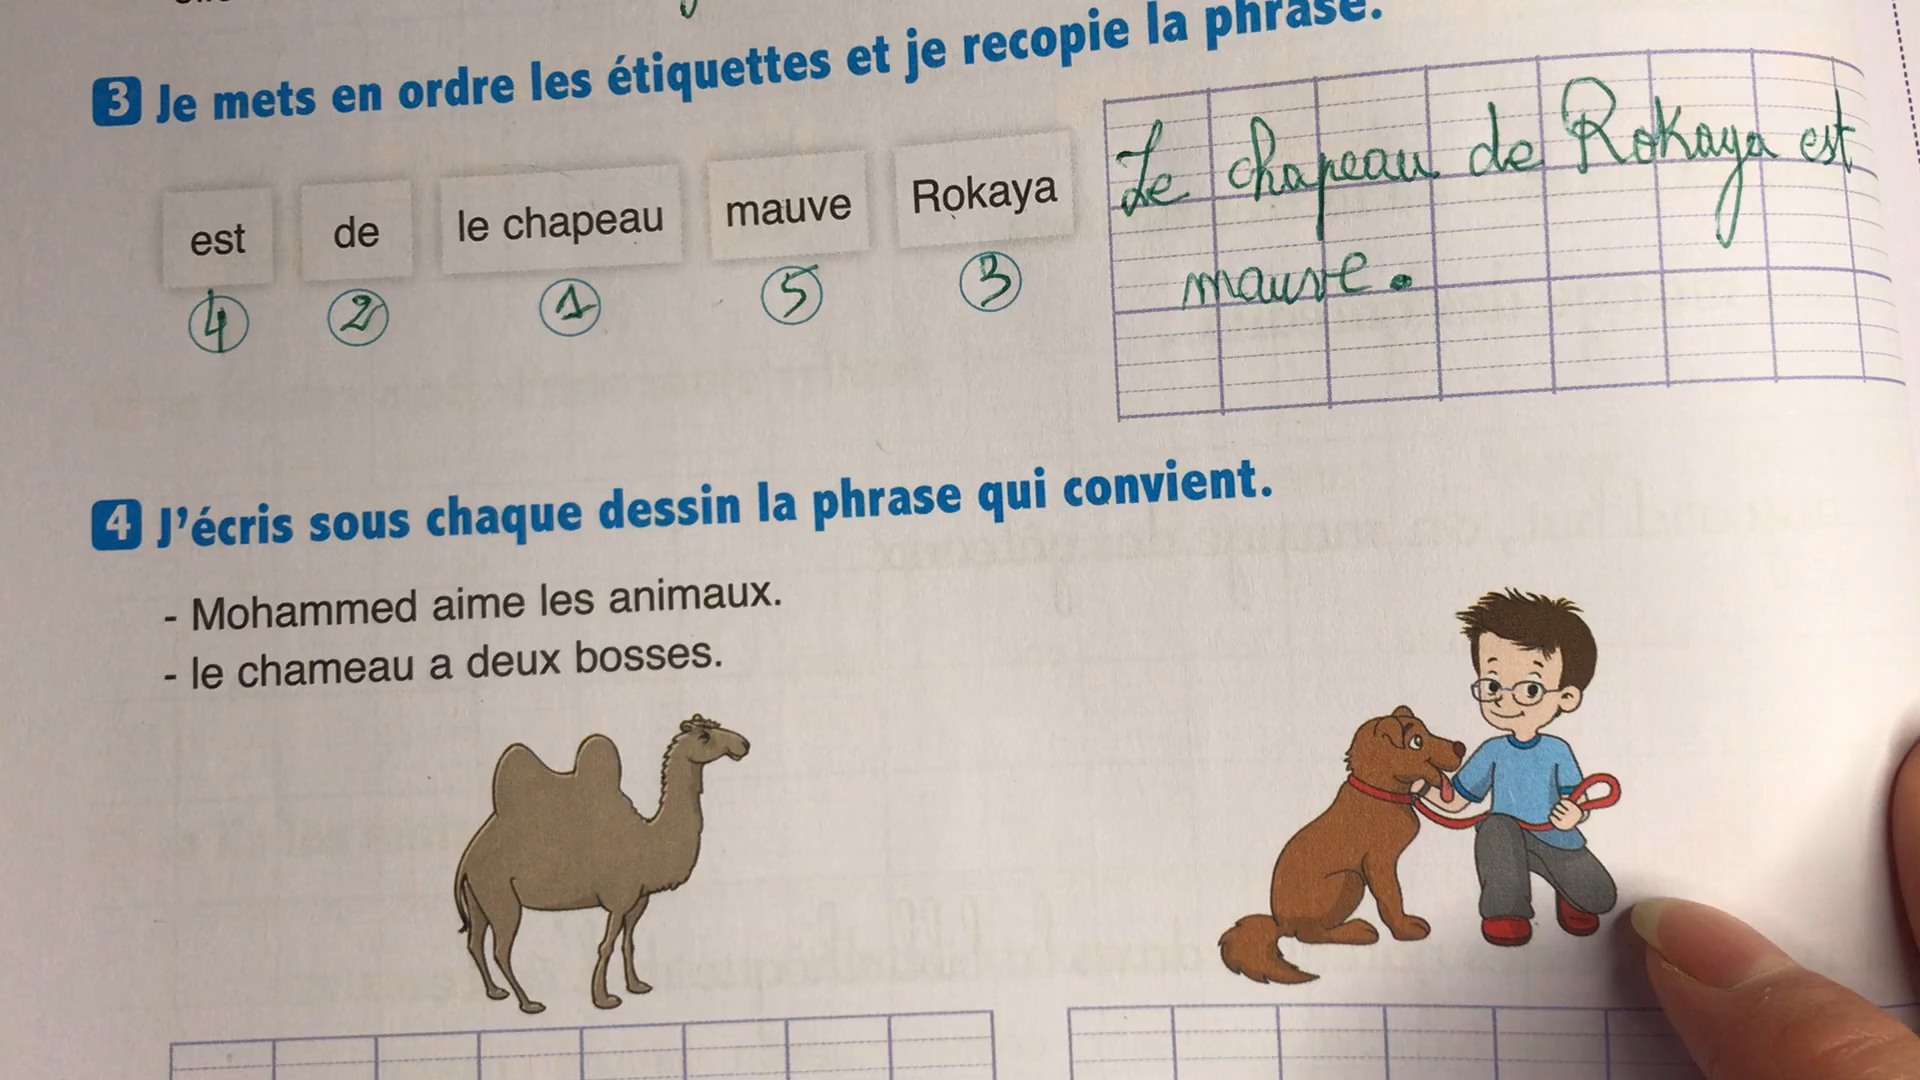 3 Je mets en ordre les étiquettes et je recopie la phrase.
est de le chapeau mauve Rokaya
4 2 1 5 3
Le chapeau de Rokaya est
mauve.
4 J'écris sous chaque dessin la phrase qui convient.
- Mohammed aime les animaux.
- le chameau a deux bosses.